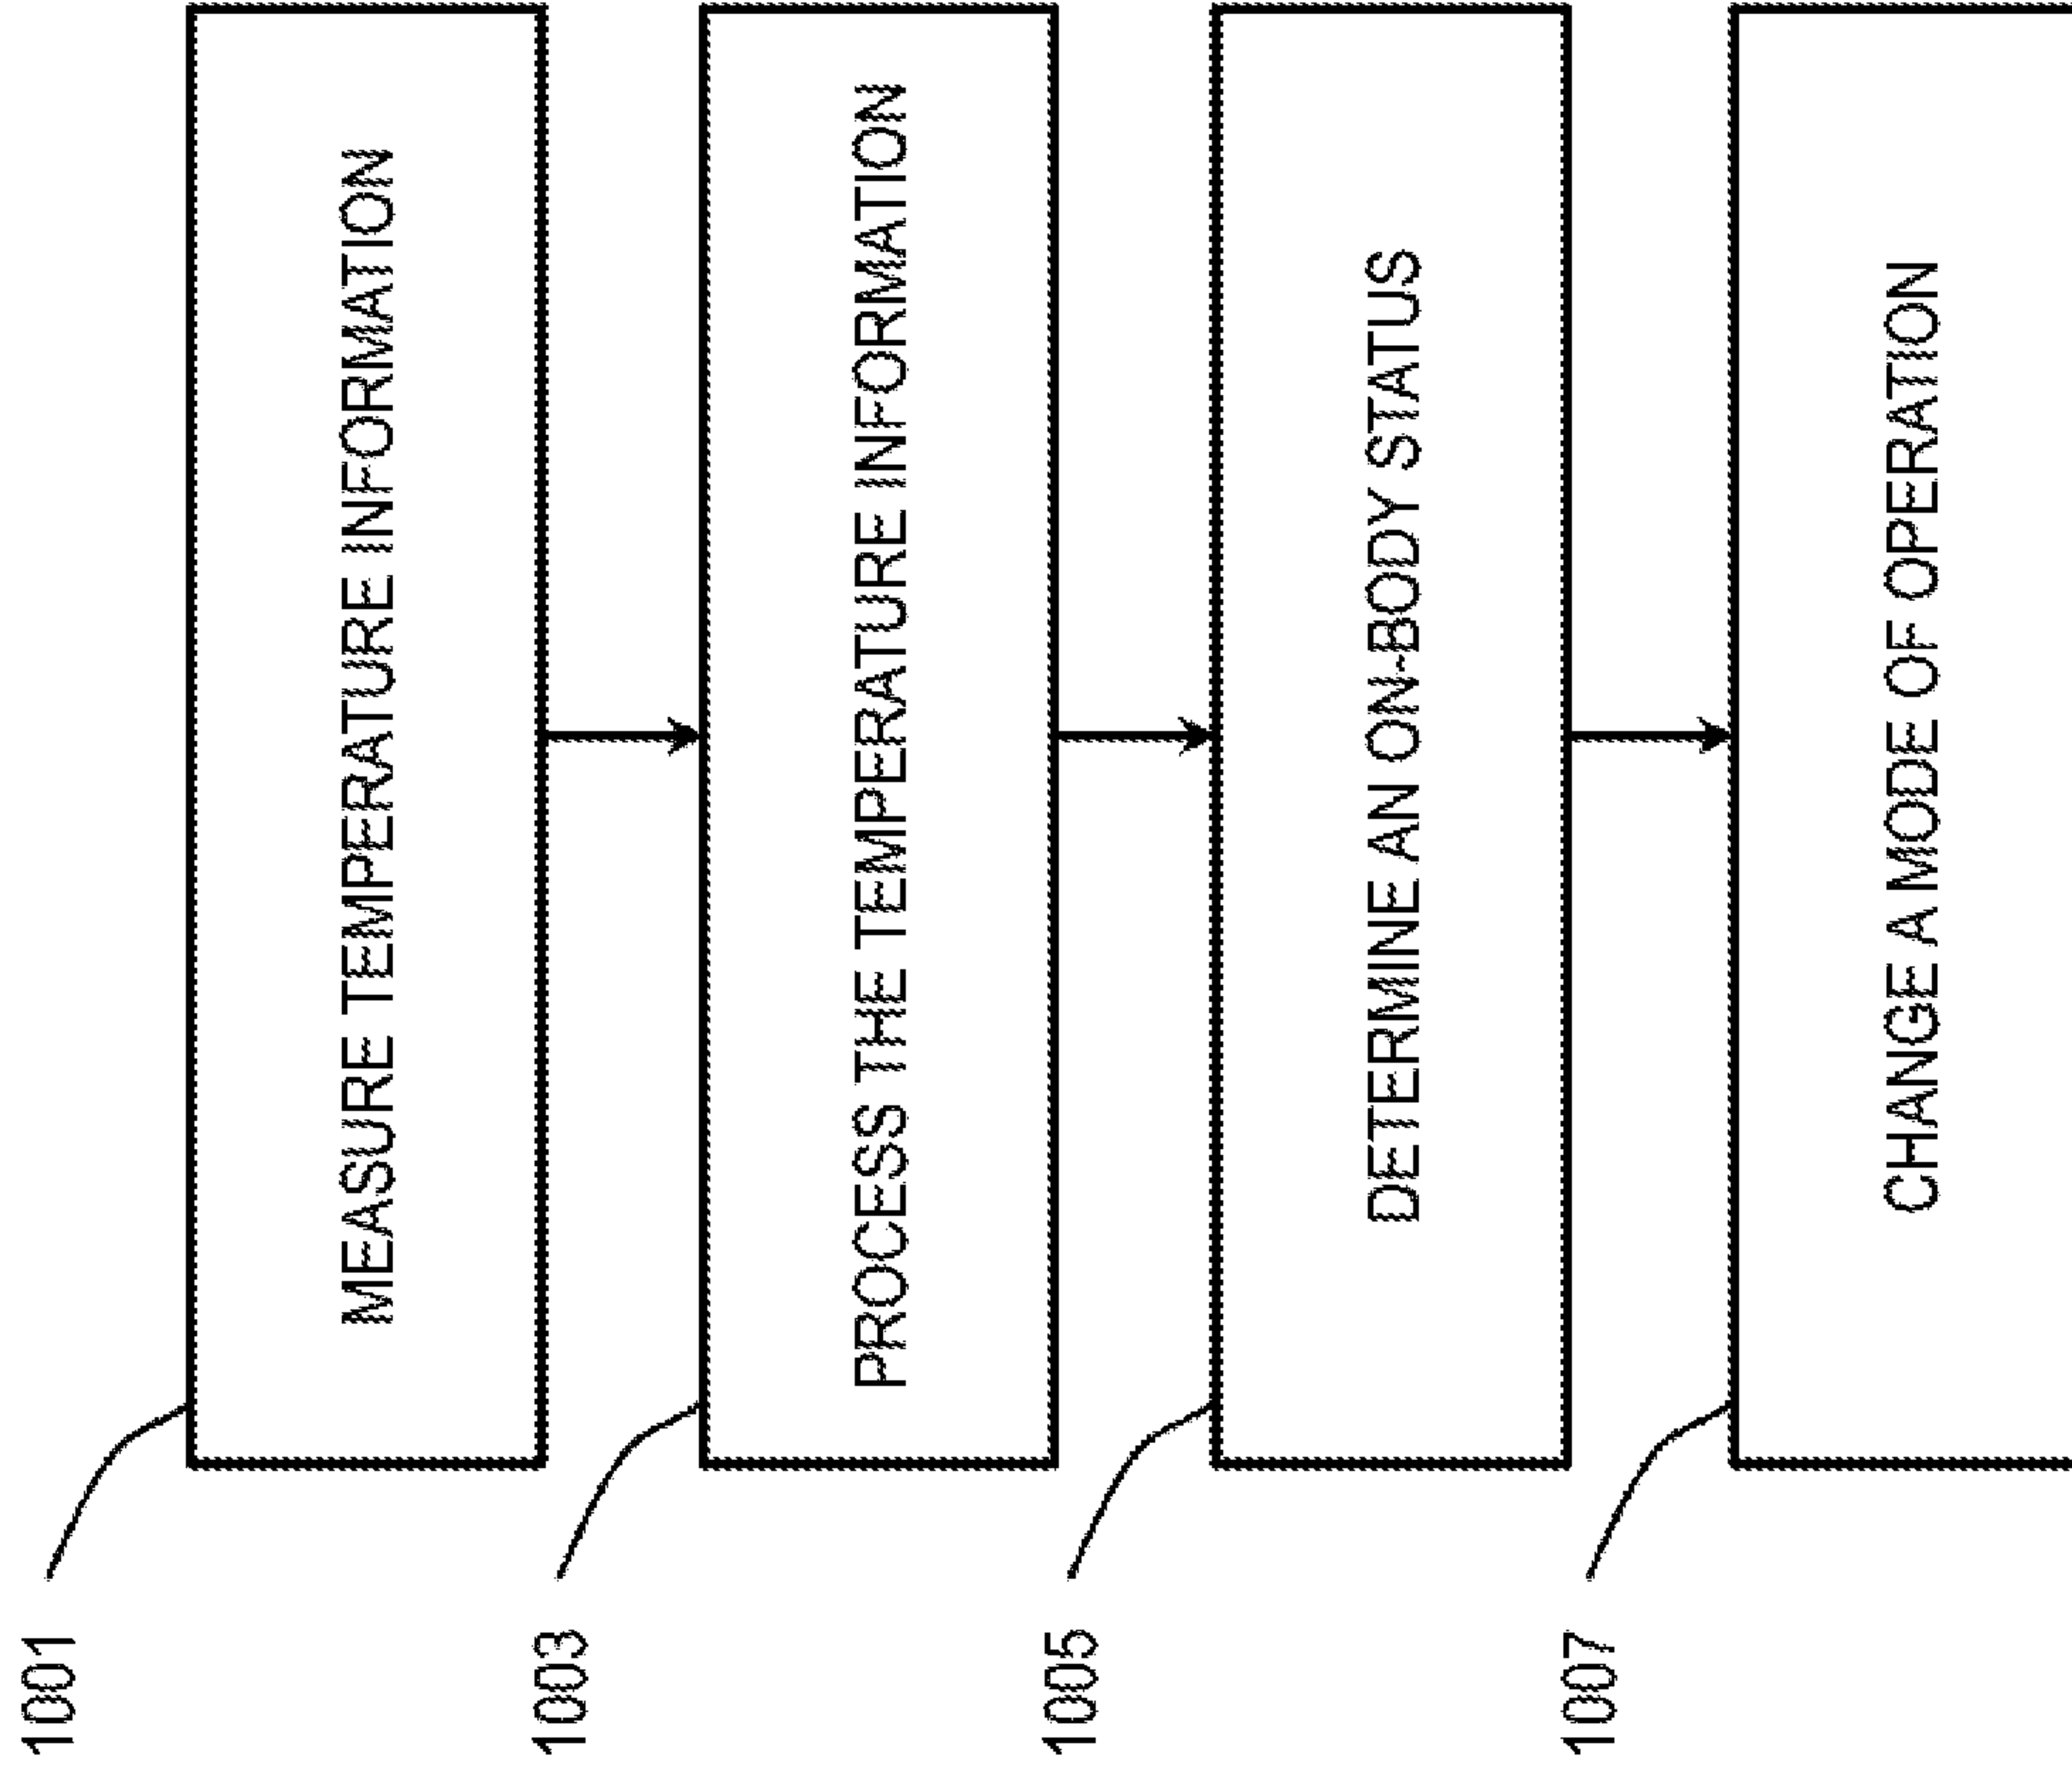 1001
MEASURE TEMPERATURE INFORMATION
1003
PROCESS THE TEMPERATURE INFORMATION
1005
DETERMINE AN ON-BODY STATUS
1007
CHANGE A MODE OF OPERATION